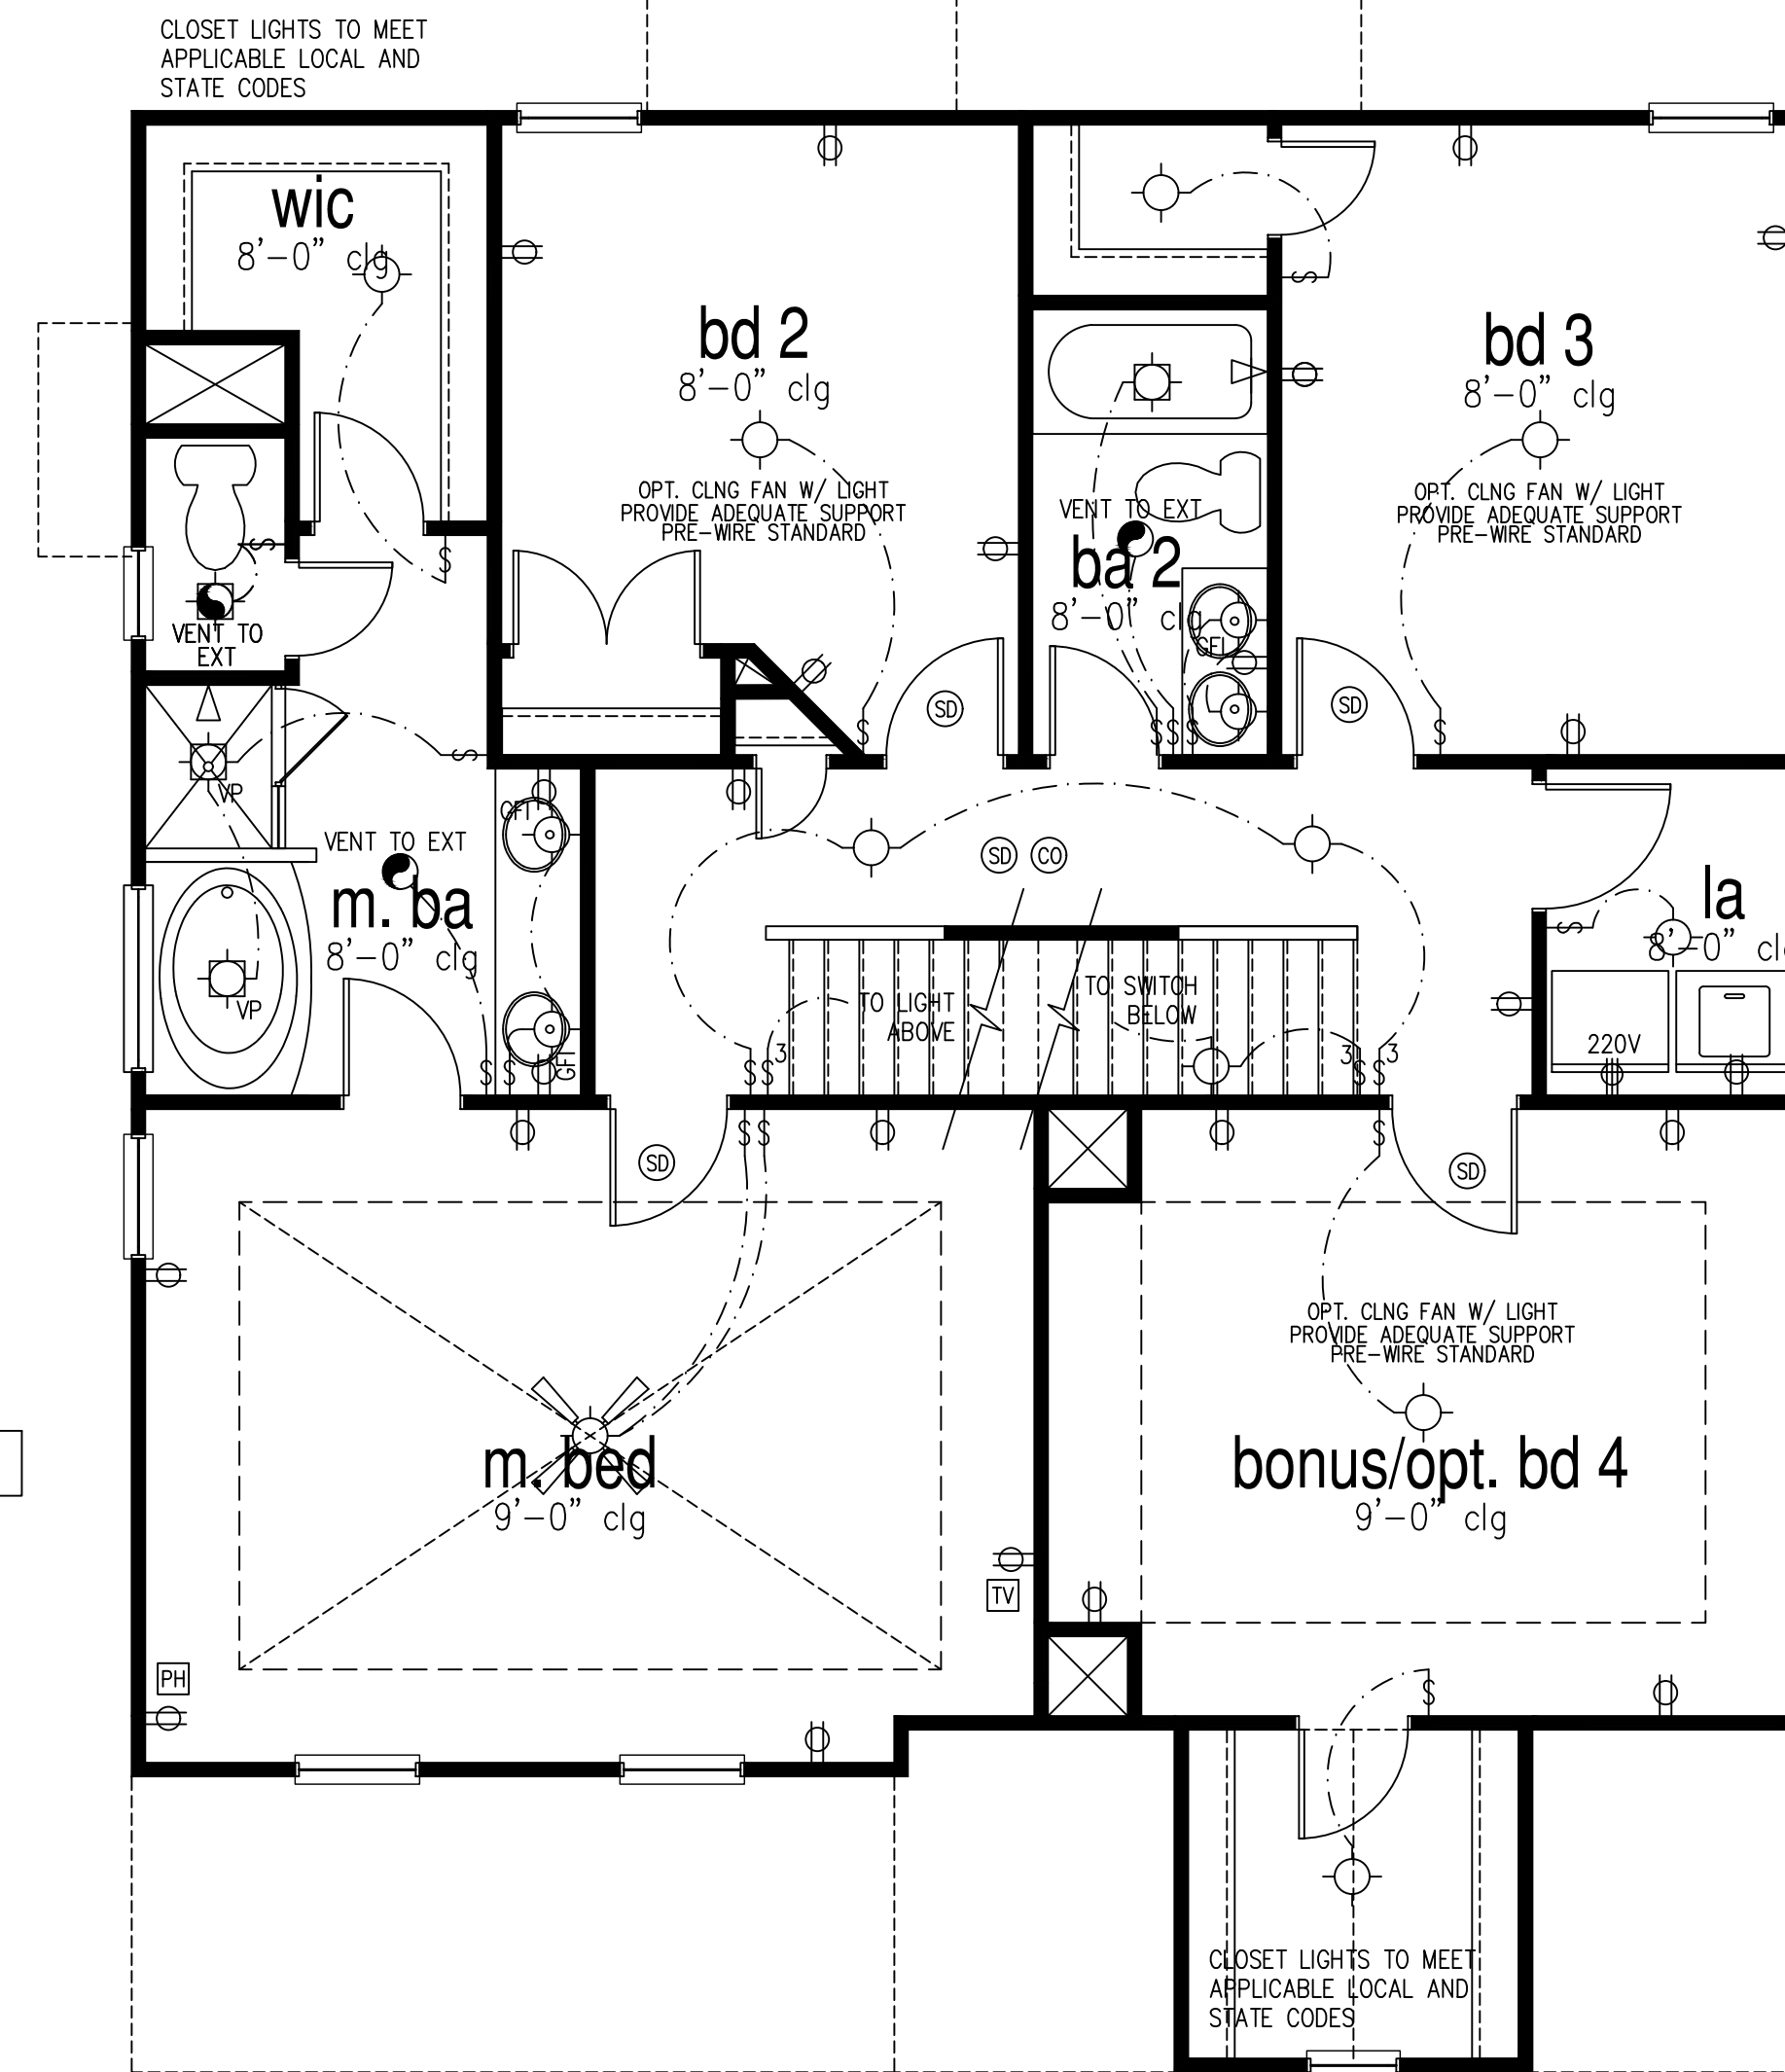 CLOSET LIGHTS TO MEET
APPLICABLE LOCAL AND
STATE CODES
wic
8'-0" clg
bd 2
8'-0" clg
OPT. CLNG FAN W/ LIGHT
PROVIDE ADEQUATE SUPPORT
PRE-WIRE STANDARD
bd 3
8'-0" clg
OPT. CLNG FAN W/ LIGHT
PROVIDE ADEQUATE SUPPORT
PRE-WIRE STANDARD
VENT TO EXT
ba 2
8'-0" clg
GFI
$
$
$
VENT TO
EXT
$
$
$ $ $
$
SD
SD
VP
GFI
VENT TO EXT
m. ba
8'-0" clg
VP
GFI
$ $
SD CO
la
8'-0" cl
$
220V
TO LIGHT
ABOVE
TO SWITCH
BELOW
$ $ 3
3 $ $ 3
$ $
$
SD
SD
OPT. CLNG FAN W/ LIGHT
PROVIDE ADEQUATE SUPPORT
PRE-WIRE STANDARD
m. bed
9'-0" clg
bonus/opt. bd 4
9'-0" clg
TV
PH
$
CLOSET LIGHTS TO MEET
APPLICABLE LOCAL AND
STATE CODES